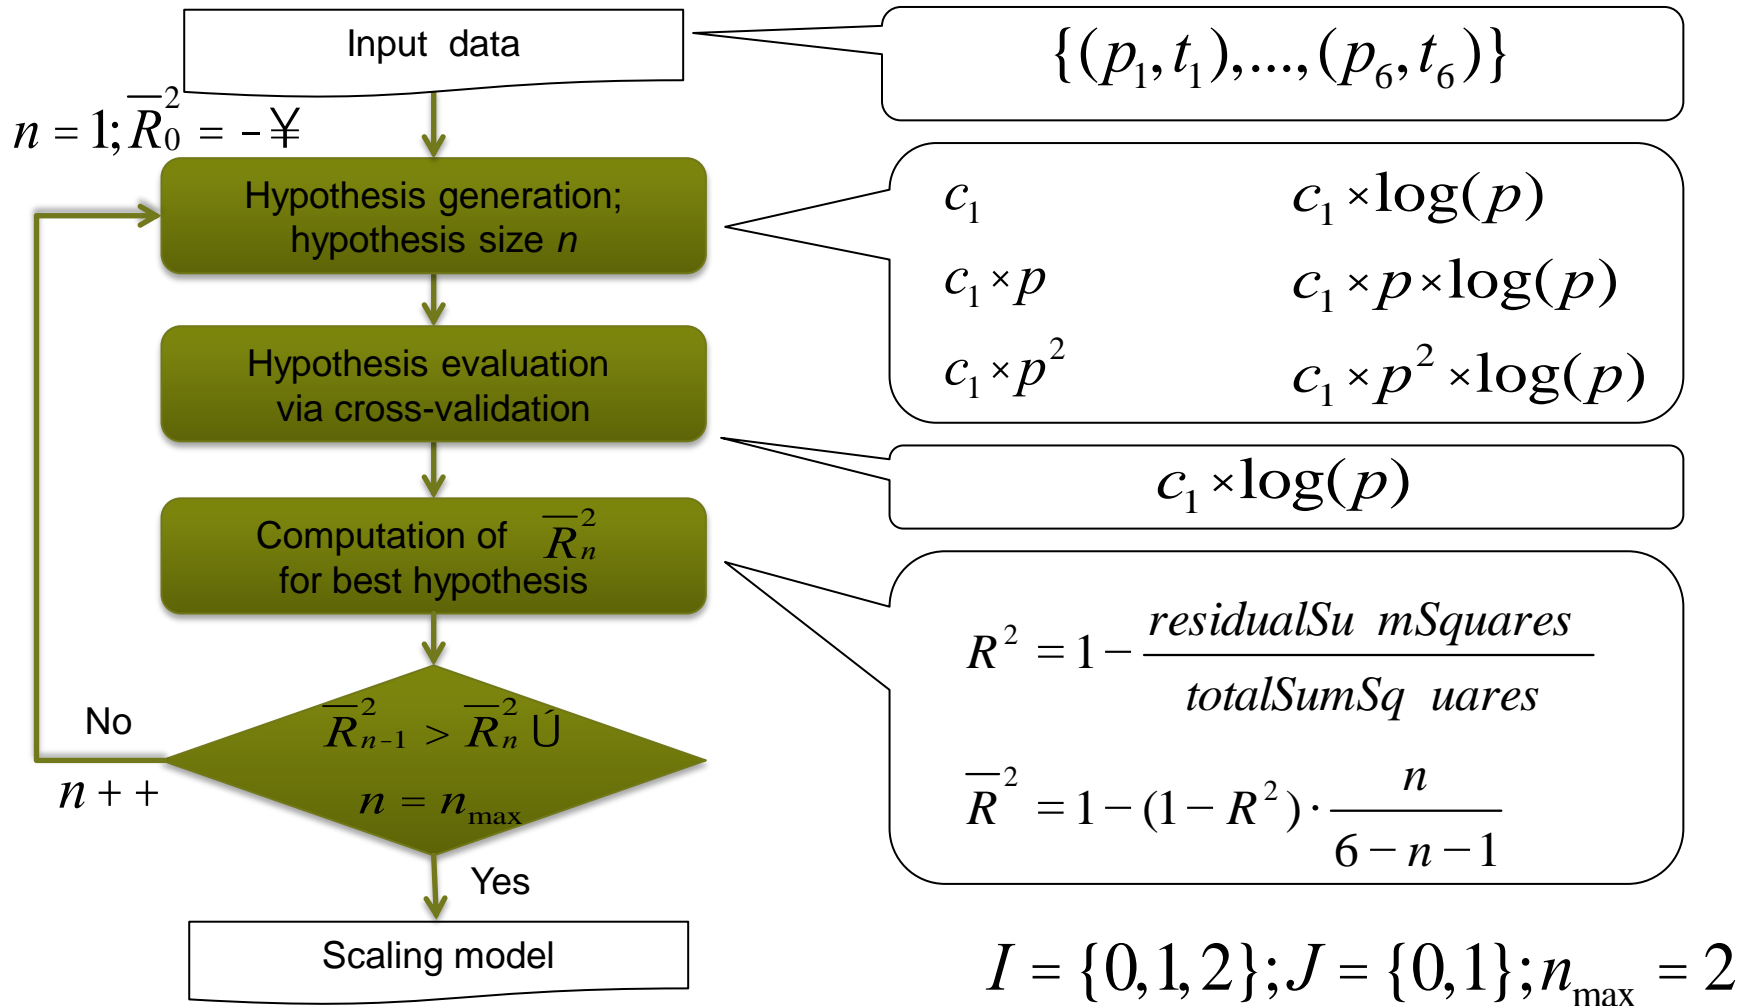 Input data
{(p₁,t₁),...,(p₆,t₆)}
n = 1; R̅₀² = -¥
Hypothesis generation;
hypothesis size n
c₁
c₁ × log(p)
c₁ × p
c₁ × p × log(p)
c₁ × p²
c₁ × p² × log(p)
Hypothesis evaluation
via cross-validation
c₁ × log(p)
Computation of R̅ₙ²
for best hypothesis
R² = 1 − residualSu mSquares / totalSumSq uares
R̅² = 1 − (1 − R²) · n / 6 − n − 1
R̅ₙ₋₁² > R̅ₙ² Ú
n = n_max
No
n + +
Yes
Scaling model
I = {0,1,2}; J = {0,1}; n_max = 2